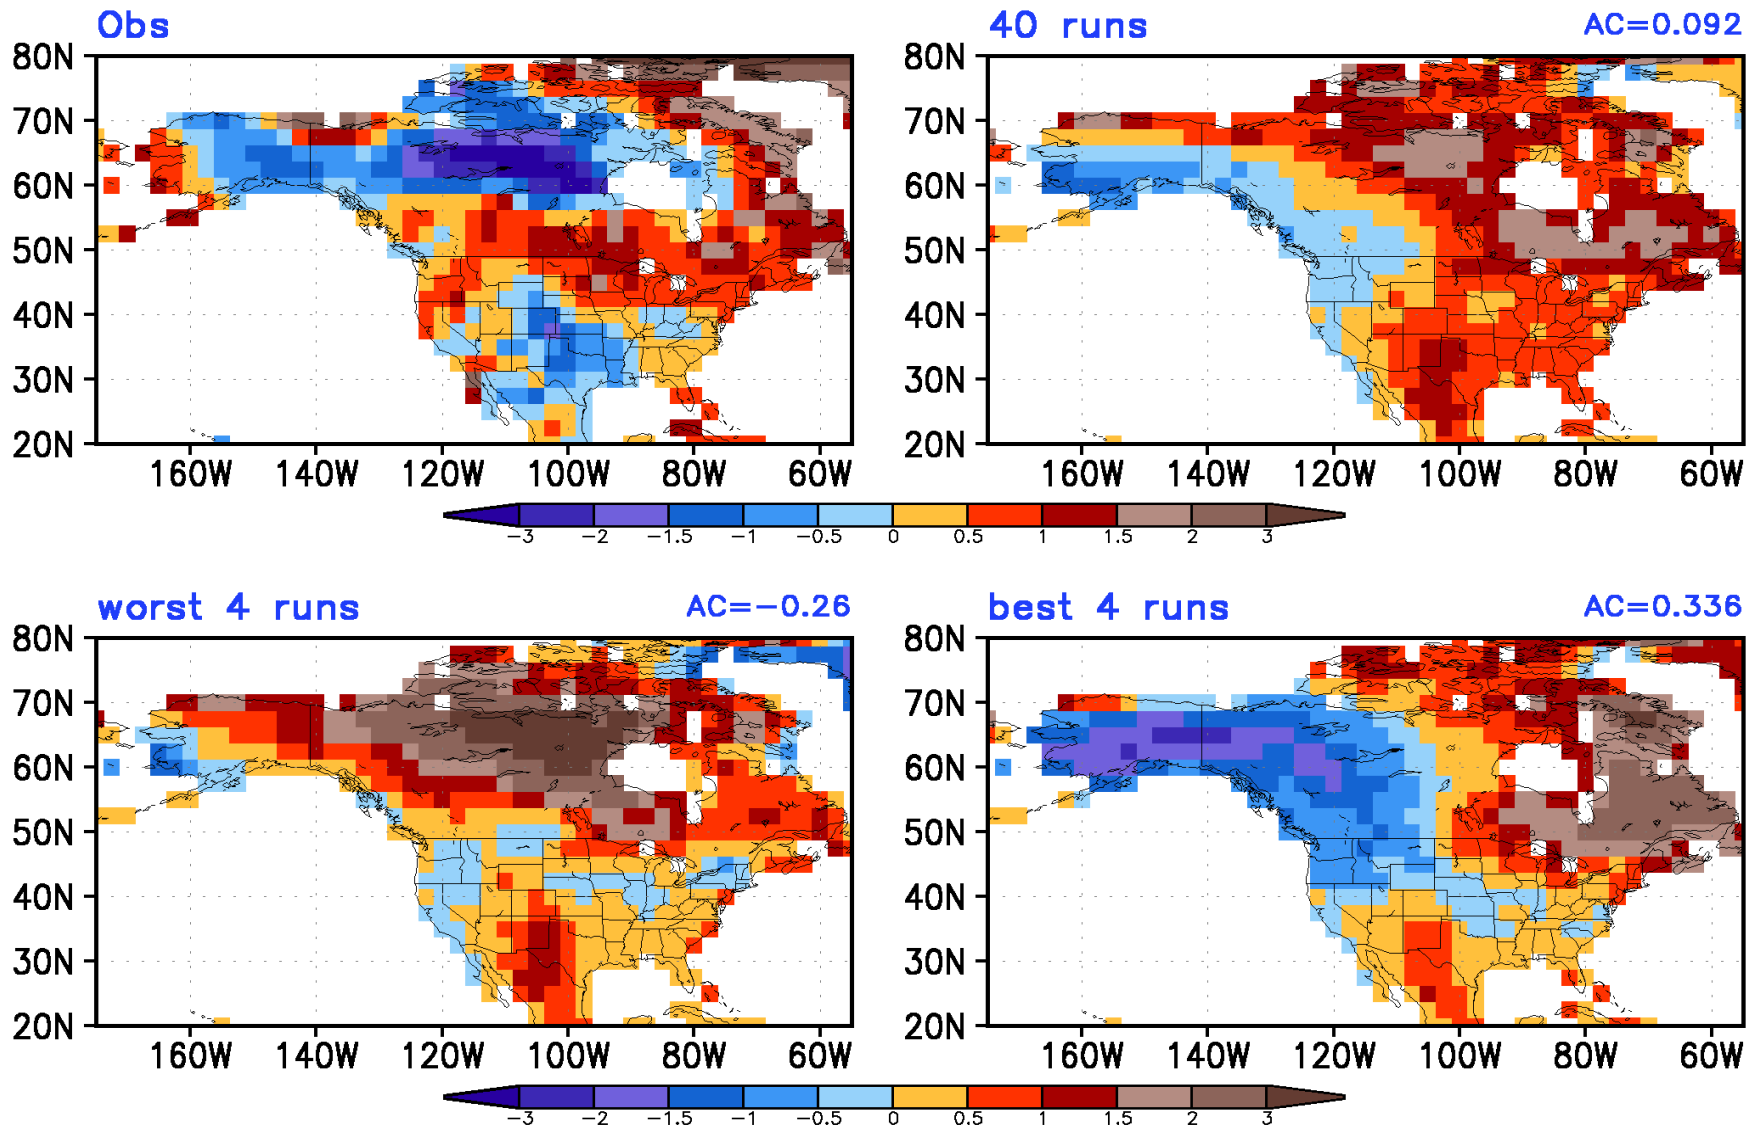 Obs
40 runs AC=0.092
80N 80N
70N 70N
60N 60N
50N 50N
40N 40N
30N 30N
20N 20N
160W 140W 120W 100W 80W 60W 160W 140W 120W 100W 80W 60W
-3 -2 -1.5 -1 -0.5 0 0.5 1 1.5 2 3
worst 4 runs AC=-0.26
best 4 runs AC=0.336
80N 80N
70N 70N
60N 60N
50N 50N
40N 40N
30N 30N
20N 20N
160W 140W 120W 100W 80W 60W 160W 140W 120W 100W 80W 60W
-3 -2 -1.5 -1 -0.5 0 0.5 1 1.5 2 3